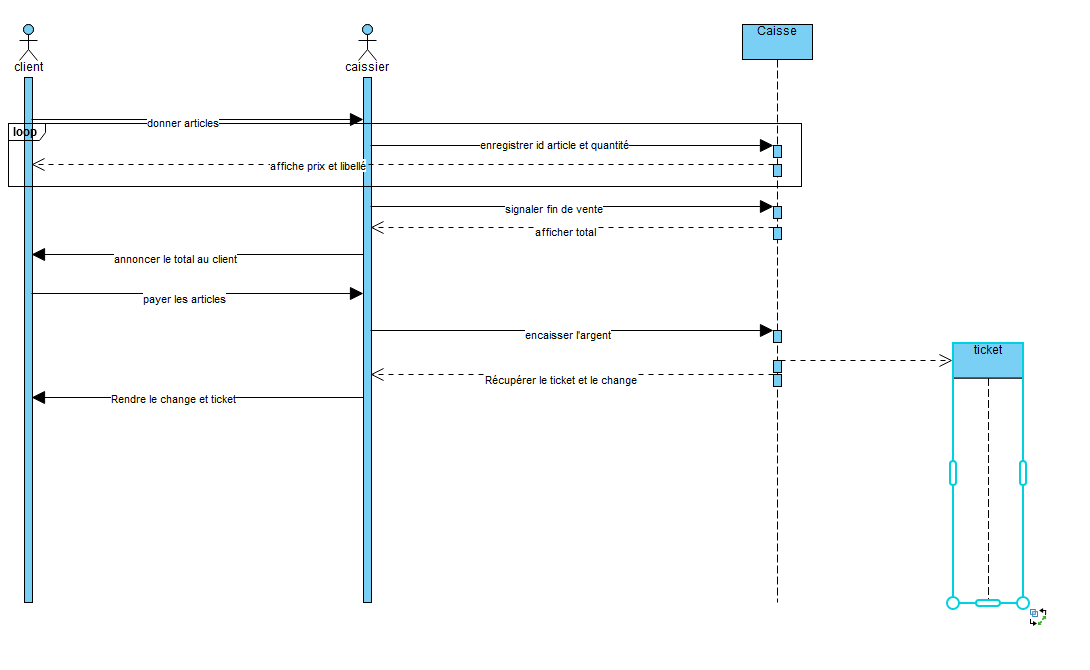 Caisse
client
caissier
donner articles
loop
enregistrer id article et quantité
affiche prix et libellé
signaler fin de vente
afficher total
annoncer le total au client
payer les articles
encaisser l'argent
ticket
Récupérer le ticket et le change
Rendre le change et ticket